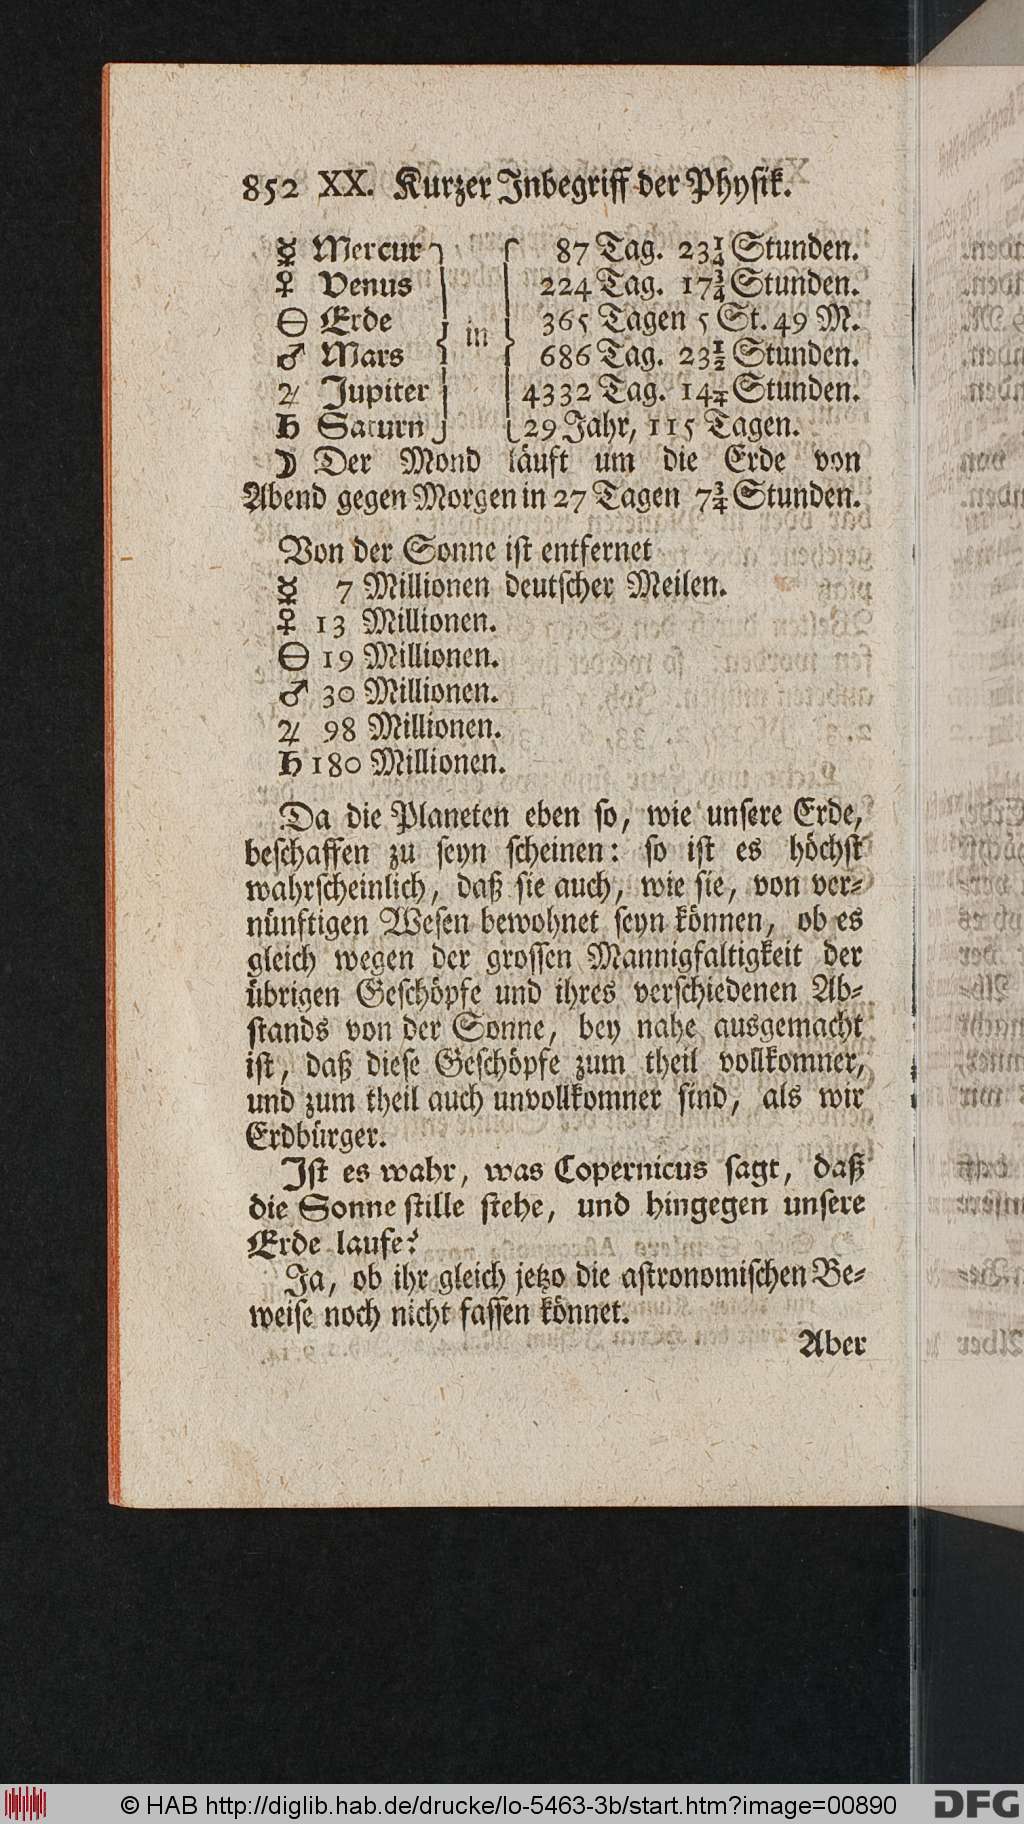 852 XX. Kurzer Inbegriff der Physik.
☿ Mercur 87 Tag. 23¼ Stunden.
♀ Venus 224 Tag. 17¾ Stunden.
⊖ Erde in 365 Tagen 5 St. 49 M.
♂ Mars 686 Tag. 23½ Stunden.
♃ Jupiter 4332 Tag. 14 Stunden.
♄ Saturn 29 Jahr, 115 Tagen.
☽ Der Mond läuft um die Erde von
Abend gegen Morgen in 27 Tagen 7¾ Stunden.
Von der Sonne ist entfernet
☿ 7 Millionen deutscher Meilen.
♀ 13 Millionen.
⊖ 19 Millionen.
♂ 30 Millionen.
♃ 98 Millionen.
♄ 180 Millionen.
Da die Planeten eben so, wie unsere Erde,
beschaffen zu seyn scheinen: so ist es höchst
wahrscheinlich, daß sie auch, wie sie, von ver-
nünftigen Wesen bewohnet seyn können, ob es
gleich wegen der grossen Mannigfaltigkeit der
übrigen Geschöpfe und ihres verschiedenen Ab-
stands von der Sonne, bey nahe ausgemacht
ist, daß diese Geschöpfe zum theil vollkomner,
und zum theil auch unvollkomner sind, als wir
Erdbürger.
Ist es wahr, was Copernicus sagt, daß
die Sonne stille stehe, und hingegen unsere
Erde laufe?
Ja, ob ihr gleich jetzo die astronomischen Be-
weise noch nicht fassen könnet.
Aber
© HAB http://diglib.hab.de/drucke/lo-5463-3b/start.htm?image=00890
DFG